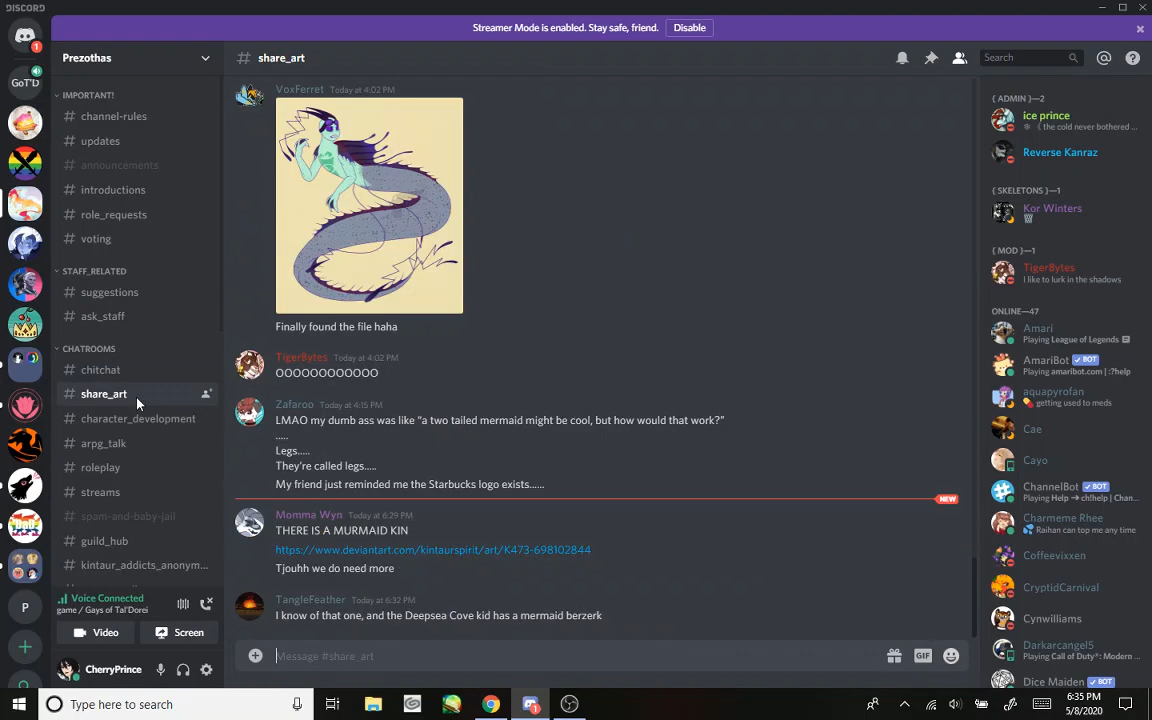 DISCORD
Streamer Mode is enabled. Stay safe, friend.
Disable
Prezothas
IMPORTANT!
channel-rules
updates
announcements
introductions
role_requests
voting
STAFF_RELATED
suggestions
ask_staff
CHATROOMS
chitchat
share_art
character_development
arpg_talk
roleplay
streams
spam-and-baby-jail
guild_hub
kintaur_addicts_anonym...
Voice Connected
game / Gays of Tal'Dorei
Video
Screen
CherryPrince
GoT'D
1
P
# share_art
Search
VoxFerret Today at 4:02 PM
Finally found the file haha
TigerBytes Today at 4:02 PM
OOOOOOOOOOOO
Zafaroo Today at 4:15 PM
LMAO my dumb ass was like "a two tailed mermaid might be cool, but how would that work?"
.....
Legs.....
They're called legs.....
My friend just reminded me the Starbucks logo exists......
NEW
Momma Wyn Today at 6:29 PM
THERE IS A MURMAID KIN
https://www.deviantart.com/kintaurspirit/art/K473-698102844
Tjouhh we do need more
TangleFeather Today at 6:32 PM
I know of that one, and the Deepsea Cove kid has a mermaid berzerk
Message #share_art
GIF
{ ADMIN }—2
ice prince
❄ ( the cold never bothered ...
Reverse Kanraz
{ SKELETONS }—1
Kor Winters
{ MOD }—1
TigerBytes
I like to lurk in the shadows
ONLINE—47
Amari
Playing League of Legends
AmariBot ✔ BOT
Playing amaribot.com | :?help
aquapyrofan
getting used to meds
Cae
Cayo
ChannelBot ✔ BOT
Playing Help ➔ ch!help | Chan...
Charmeme Rhee
Raihan can top me any time
Coffeevixxen
CryptidCarnival
Cynwilliams
Darkarcangel5
Playing Call of Duty®: Modern ...
Dice Maiden ✔ BOT
Type here to search
1
6:35 PM
5/8/2020